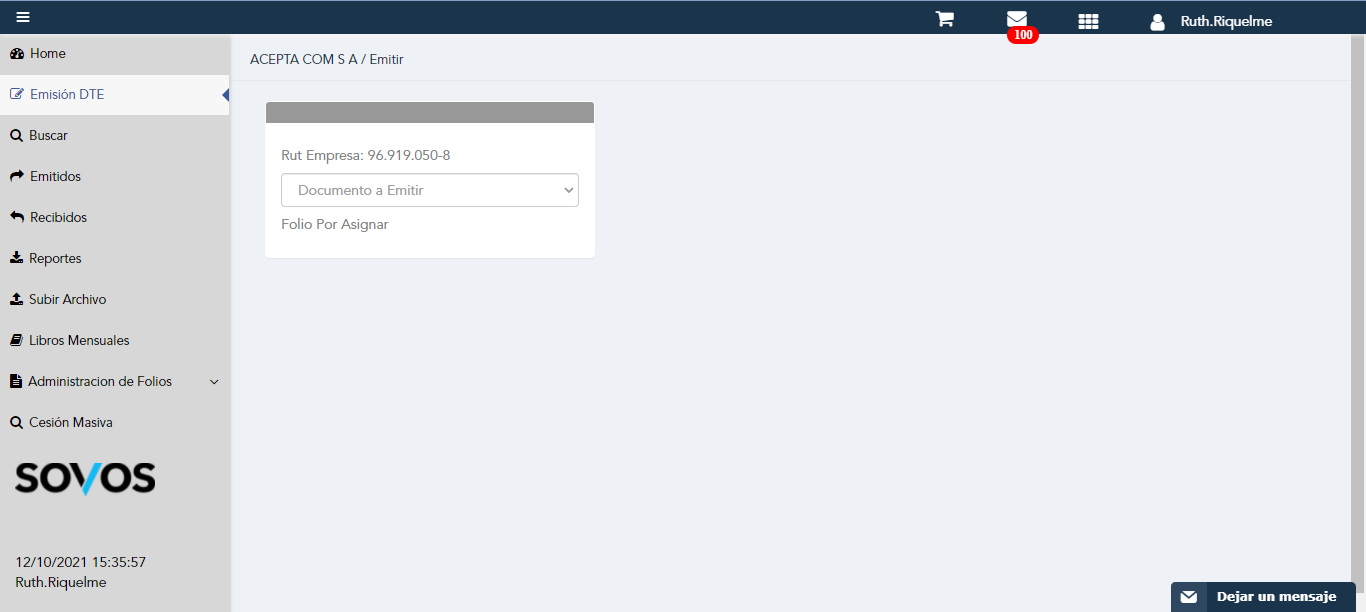 100
Ruth.Riquelme
Home
Emisión DTE
Buscar
Emitidos
Recibidos
Reportes
Subir Archivo
Libros Mensuales
Administracion de Folios
Cesión Masiva
SOVOS
12/10/2021 15:35:57
Ruth.Riquelme
ACEPTA COM S A / Emitir
Rut Empresa: 96.919.050-8
Documento a Emitir
Folio Por Asignar
Dejar un mensaje